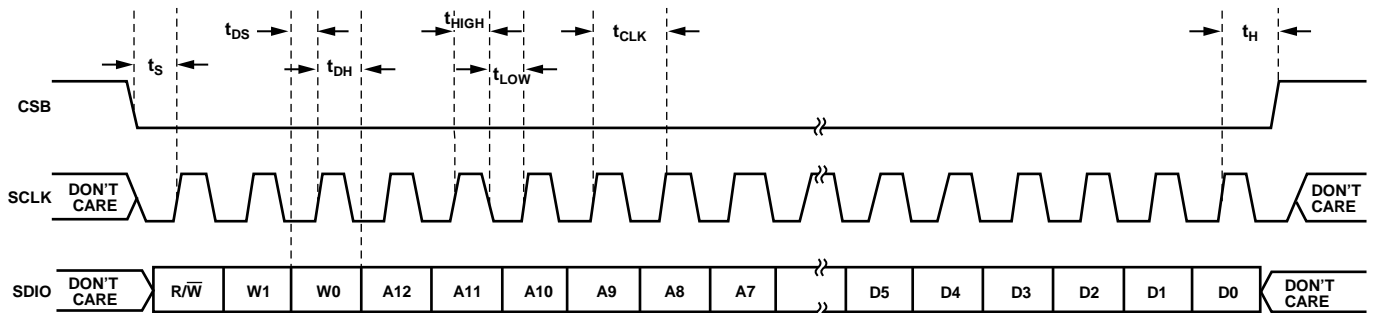 tHIGH
tDS tCLK tH
tS tDH tLOW
CSB
SCLK DON'T CARE DON'T CARE
SDIO DON'T CARE R/W̅ W1 W0 A12 A11 A10 A9 A8 A7 D5 D4 D3 D2 D1 D0 DON'T CARE